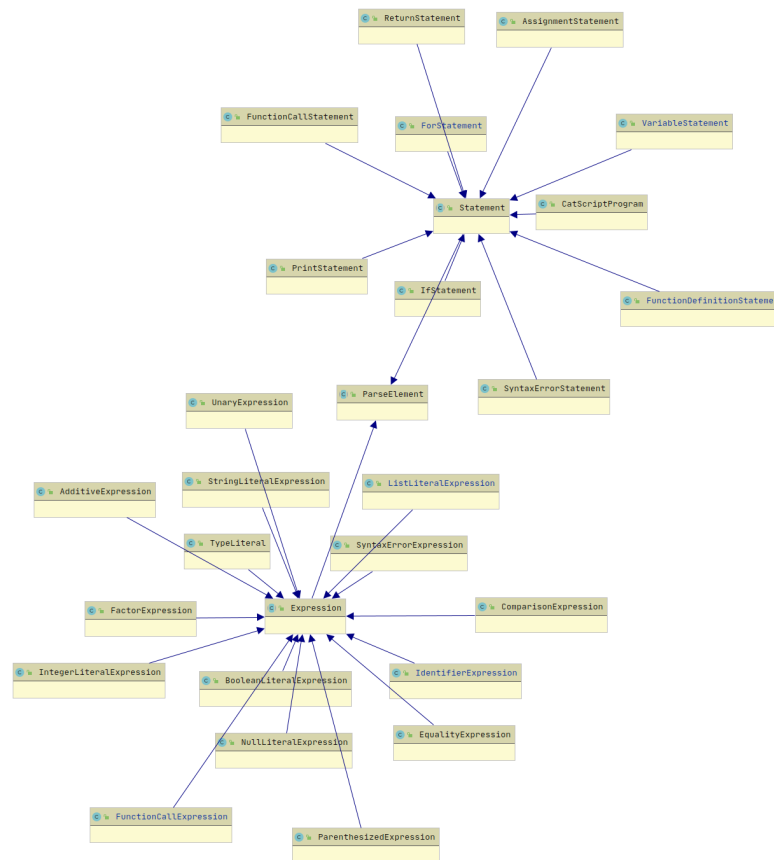 ReturnStatement
AssignmentStatement
FunctionCallStatement
ForStatement
VariableStatement
Statement
CatScriptProgram
PrintStatement
IfStatement
FunctionDefinitionStateme
ParseElement
SyntaxErrorStatement
UnaryExpression
StringLiteralExpression
ListLiteralExpression
AdditiveExpression
TypeLiteral
SyntaxErrorExpression
FactorExpression
Expression
ComparisonExpression
IntegerLiteralExpression
BooleanLiteralExpression
IdentifierExpression
NullLiteralExpression
EqualityExpression
FunctionCallExpression
ParenthesizedExpression